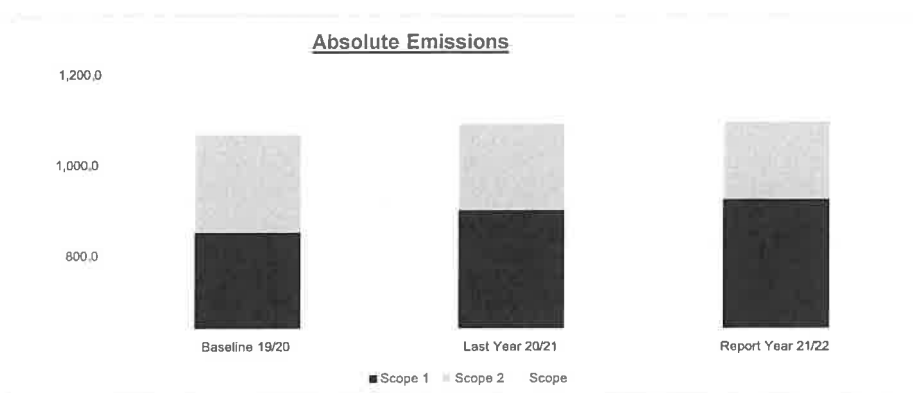 Absolute Emissions
1,200.0
1,000.0
800.0
Baseline 19/20
Last Year 20/21
Report Year 21/22
Scope 1 Scope 2 Scope